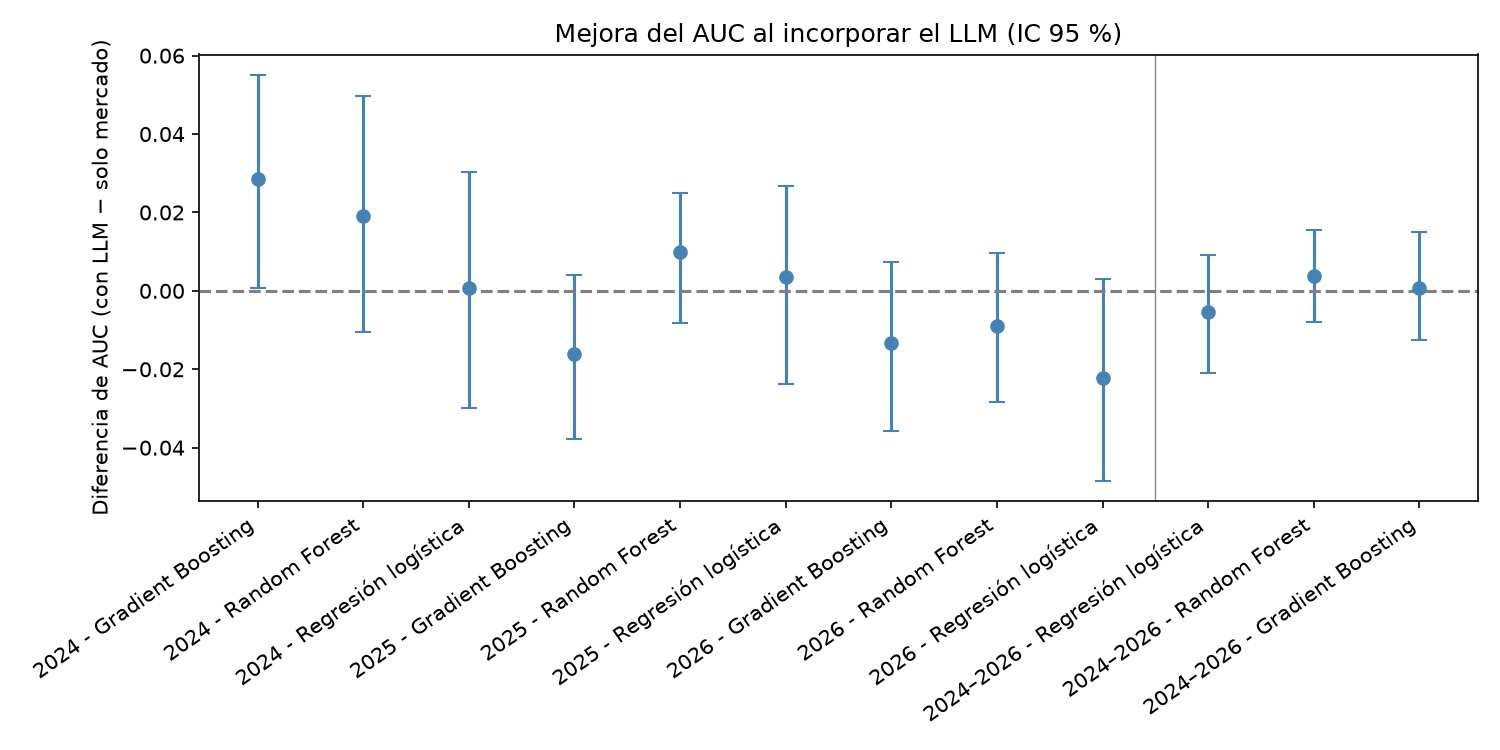 Mejora del AUC al incorporar el LLM (IC 95 %)
Diferencia de AUC (con LLM − solo mercado)
0.06
0.04
0.02
0.00
−0.02
−0.04
2024 - Gradient Boosting
2024 - Random Forest
2024 - Regresión logística
2025 - Gradient Boosting
2025 - Random Forest
2025 - Regresión logística
2026 - Gradient Boosting
2026 - Random Forest
2026 - Regresión logística
2024–2026 - Regresión logística
2024–2026 - Random Forest
2024–2026 - Gradient Boosting